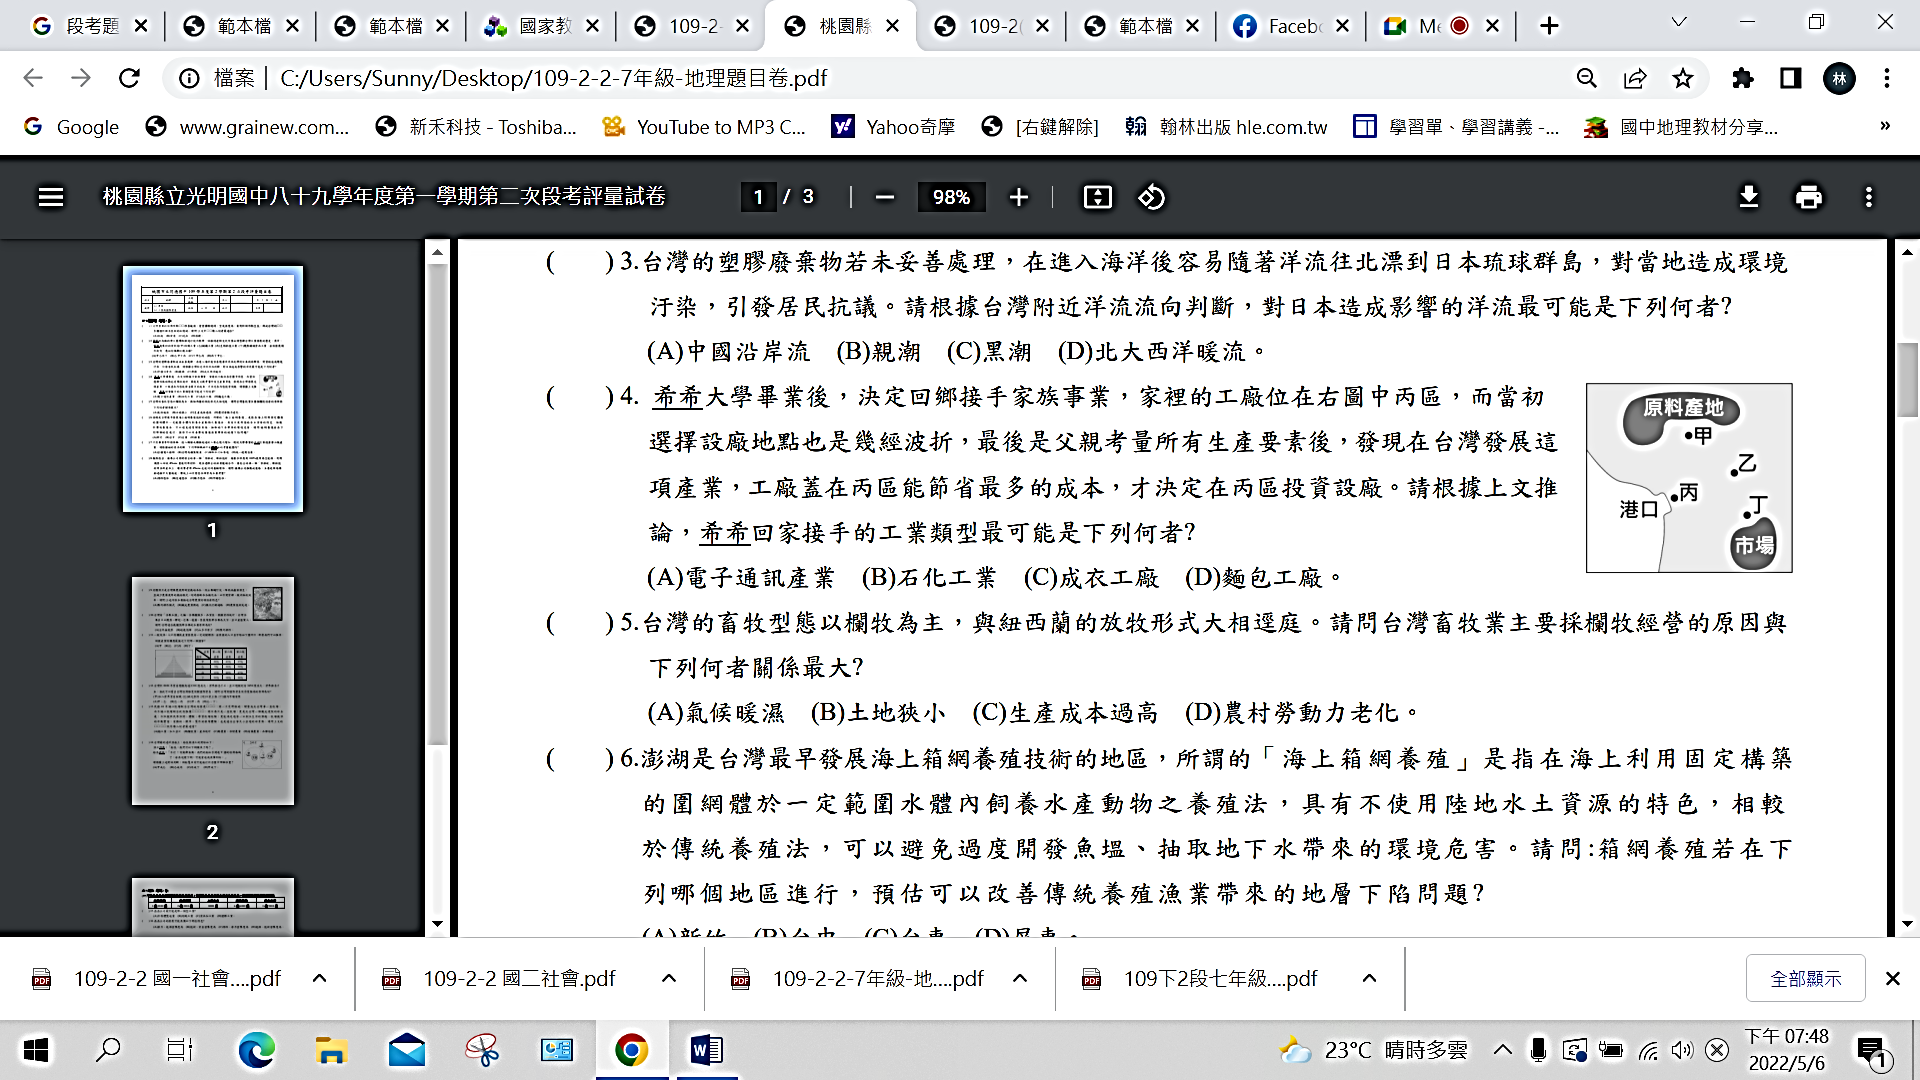 段考題
範本檔
範本檔
國家教
109-2-
桃園縣
109-2(
範本檔
Facebo
Me
檔案 | C:/Users/Sunny/Desktop/109-2-2-7年級-地理題目卷.pdf
林
Google
www.grainew.com...
新禾科技 - Toshiba...
YouTube to MP3 C...
Yahoo奇摩
[右鍵解除]
翰林出版 hle.com.tw
學習單、學習講義 -...
國中地理教材分享...
»
桃園縣立光明國中八十九學年度第一學期第二次段考評量試卷
1 / 3
98%
1
2
( )3.台灣的塑膠廢棄物若未妥善處理，在進入海洋後容易隨著洋流往北漂到日本琉球群島，對當地造成環境
汙染，引發居民抗議。請根據台灣附近洋流流向判斷，對日本造成影響的洋流最可能是下列何者?
(A)中國沿岸流 (B)親潮 (C)黑潮 (D)北大西洋暖流。
( )4. 希希大學畢業後，決定回鄉接手家族事業，家裡的工廠位在右圖中丙區，而當初
選擇設廠地點也是幾經波折，最後是父親考量所有生產要素後，發現在台灣發展這
項產業，工廠蓋在丙區能節省最多的成本，才決定在丙區投資設廠。請根據上文推
論，希希回家接手的工業類型最可能是下列何者?
(A)電子通訊產業 (B)石化工業 (C)成衣工廠 (D)麵包工廠。
原料產地
甲
乙
丙
港口
丁
市場
( )5.台灣的畜牧型態以欄牧為主，與紐西蘭的放牧形式大相逕庭。請問台灣畜牧業主要採欄牧經營的原因與
下列何者關係最大?
(A)氣候暖濕 (B)土地狹小 (C)生產成本過高 (D)農村勞動力老化。
( )6.澎湖是台灣最早發展海上箱網養殖技術的地區，所謂的「海上箱網養殖」是指在海上利用固定構築
的圍網體於一定範圍水體內飼養水產動物之養殖法，具有不使用陸地水土資源的特色，相較
於傳統養殖法，可以避免過度開發魚塭、抽取地下水帶來的環境危害。請問:箱網養殖若在下
列哪個地區進行，預估可以改善傳統養殖漁業帶來的地層下陷問題?
(A)新竹 (B)台中 (C)台東 (D)屏東。
109-2-2 國一社會....pdf
109-2-2 國二社會.pdf
109-2-2-7年級-地....pdf
109下2段七年級....pdf
全部顯示
23°C 晴時多雲
下午 07:48
2022/5/6
1